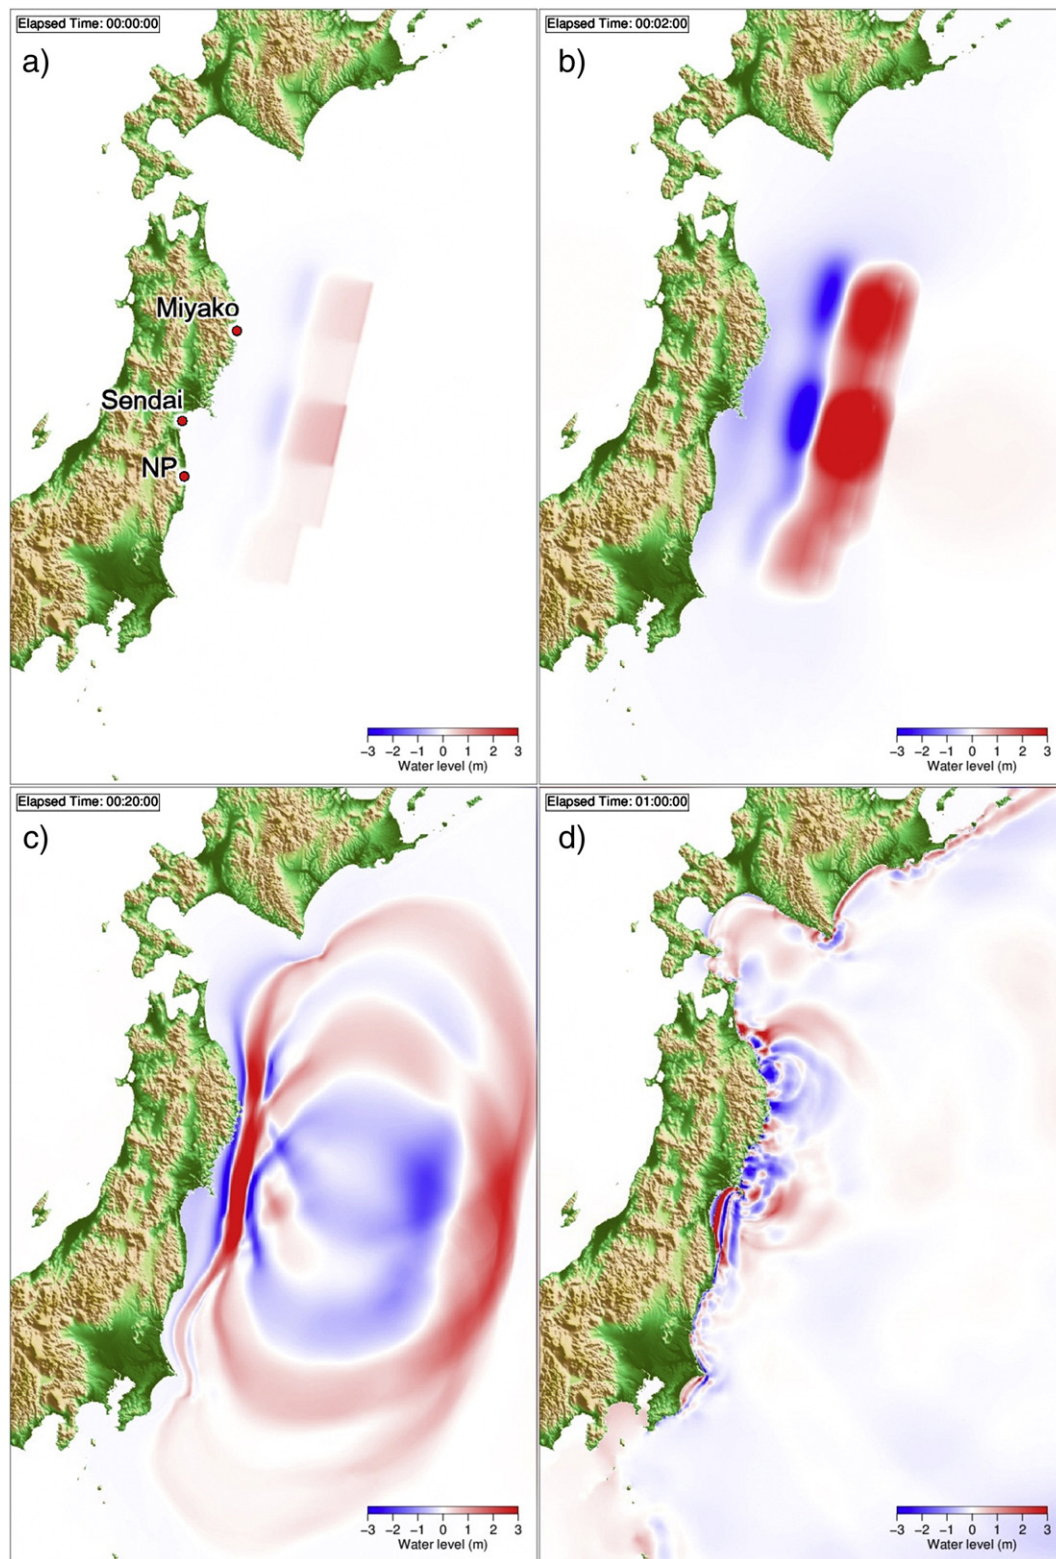 Elapsed Time: 00:00:00
a)
Miyako
Sendai
NP
-3 -2 -1 0 1 2 3
Water level (m)
Elapsed Time: 00:02:00
b)
-3 -2 -1 0 1 2 3
Water level (m)
Elapsed Time: 00:20:00
c)
-3 -2 -1 0 1 2 3
Water level (m)
Elapsed Time: 01:00:00
d)
-3 -2 -1 0 1 2 3
Water level (m)